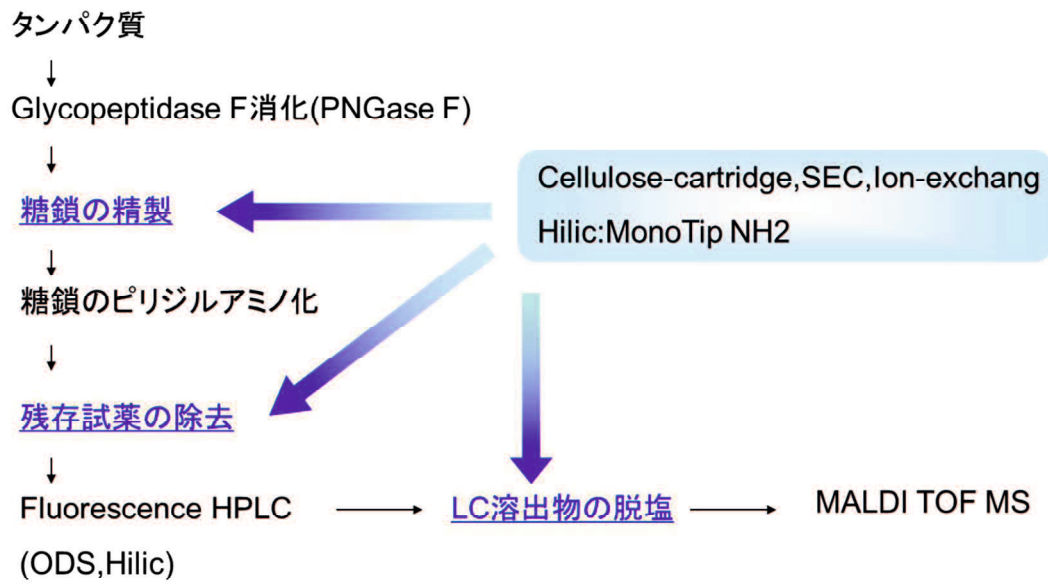 タンパク質
Glycopeptidase F消化(PNGase F)
Cellulose-cartridge,SEC,Ion-exchang
糖鎖の精製
Hilic:MonoTip NH2
糖鎖のピリジルアミノ化
残存試薬の除去
Fluorescence HPLC
LC溶出物の脱塩
MALDI TOF MS
(ODS,Hilic)